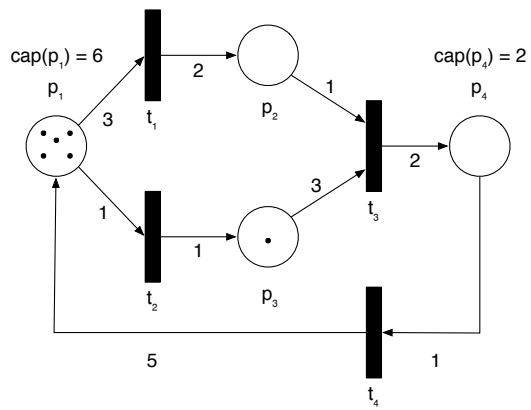 cap(p₁) = 6
p₁
3
t₁
2
p₂
1
cap(p₄) = 2
p₄
1
t₂
1
p₃
3
t₃
2
5
t₄
1